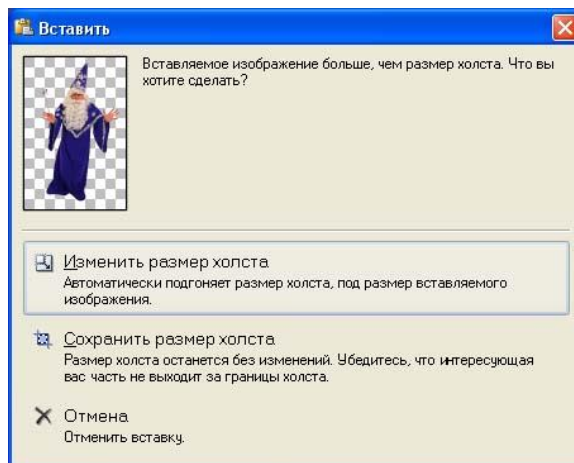 Вставить
Вставляемое изображение больше, чем размер холста. Что вы
хотите сделать?
Изменить размер холста
Автоматически подгоняет размер холста, под размер вставляемого
изображения.
Сохранить размер холста
Размер холста останется без изменений. Убедитесь, что интересующая
вас часть не выходит за границы холста.
Отмена
Отменить вставку.